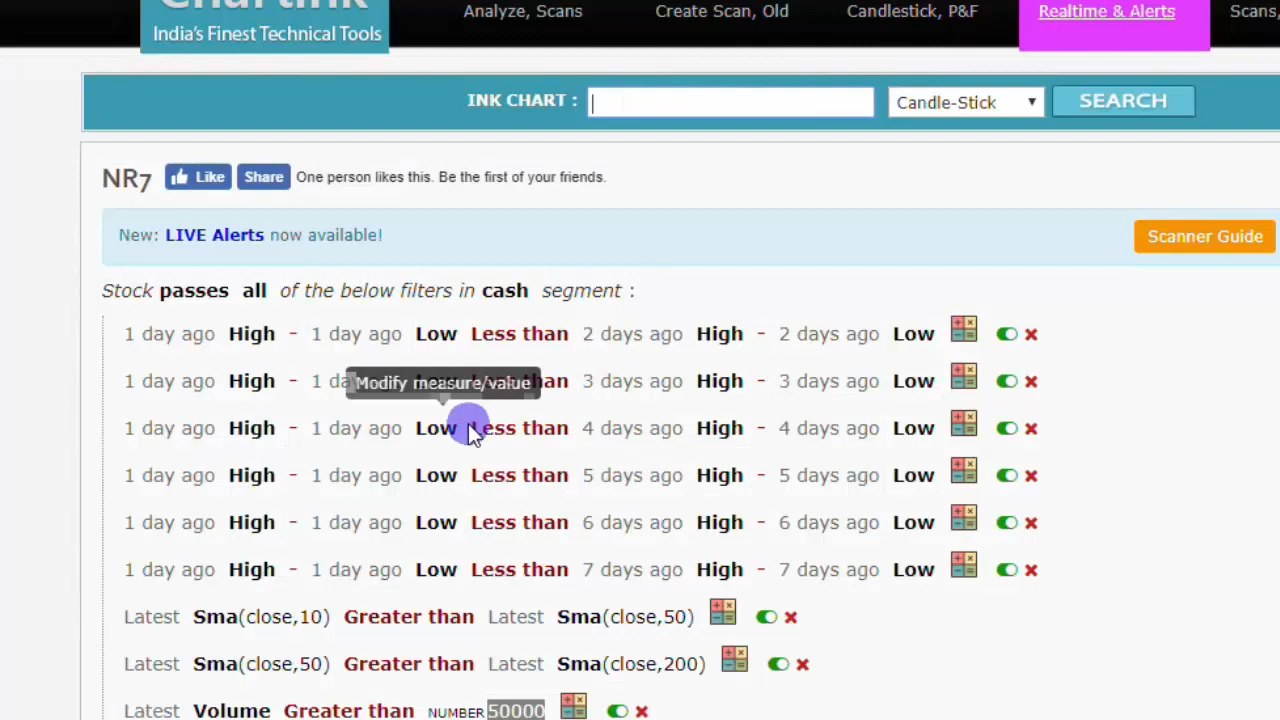 Chartink
India's Finest Technical Tools
Analyze, Scans
Create Scan, Old
Candlestick, P&F
Realtime & Alerts
Scans,
INK CHART :
Candle-Stick
SEARCH
NR7
Like
Share
One person likes this. Be the first of your friends.
New: LIVE Alerts now available!
Scanner Guide
Stock passes all of the below filters in cash segment :
1 day ago High - 1 day ago Low Less than 2 days ago High - 2 days ago Low
1 day ago High - 1 da an 3 days ago High - 3 days ago Low
Modify measure/value
1 day ago High - 1 day ago Low Less than 4 days ago High - 4 days ago Low
1 day ago High - 1 day ago Low Less than 5 days ago High - 5 days ago Low
1 day ago High - 1 day ago Low Less than 6 days ago High - 6 days ago Low
1 day ago High - 1 day ago Low Less than 7 days ago High - 7 days ago Low
Latest Sma(close,10) Greater than Latest Sma(close,50)
Latest Sma(close,50) Greater than Latest Sma(close,200)
Latest Volume Greater than NUMBER 50000